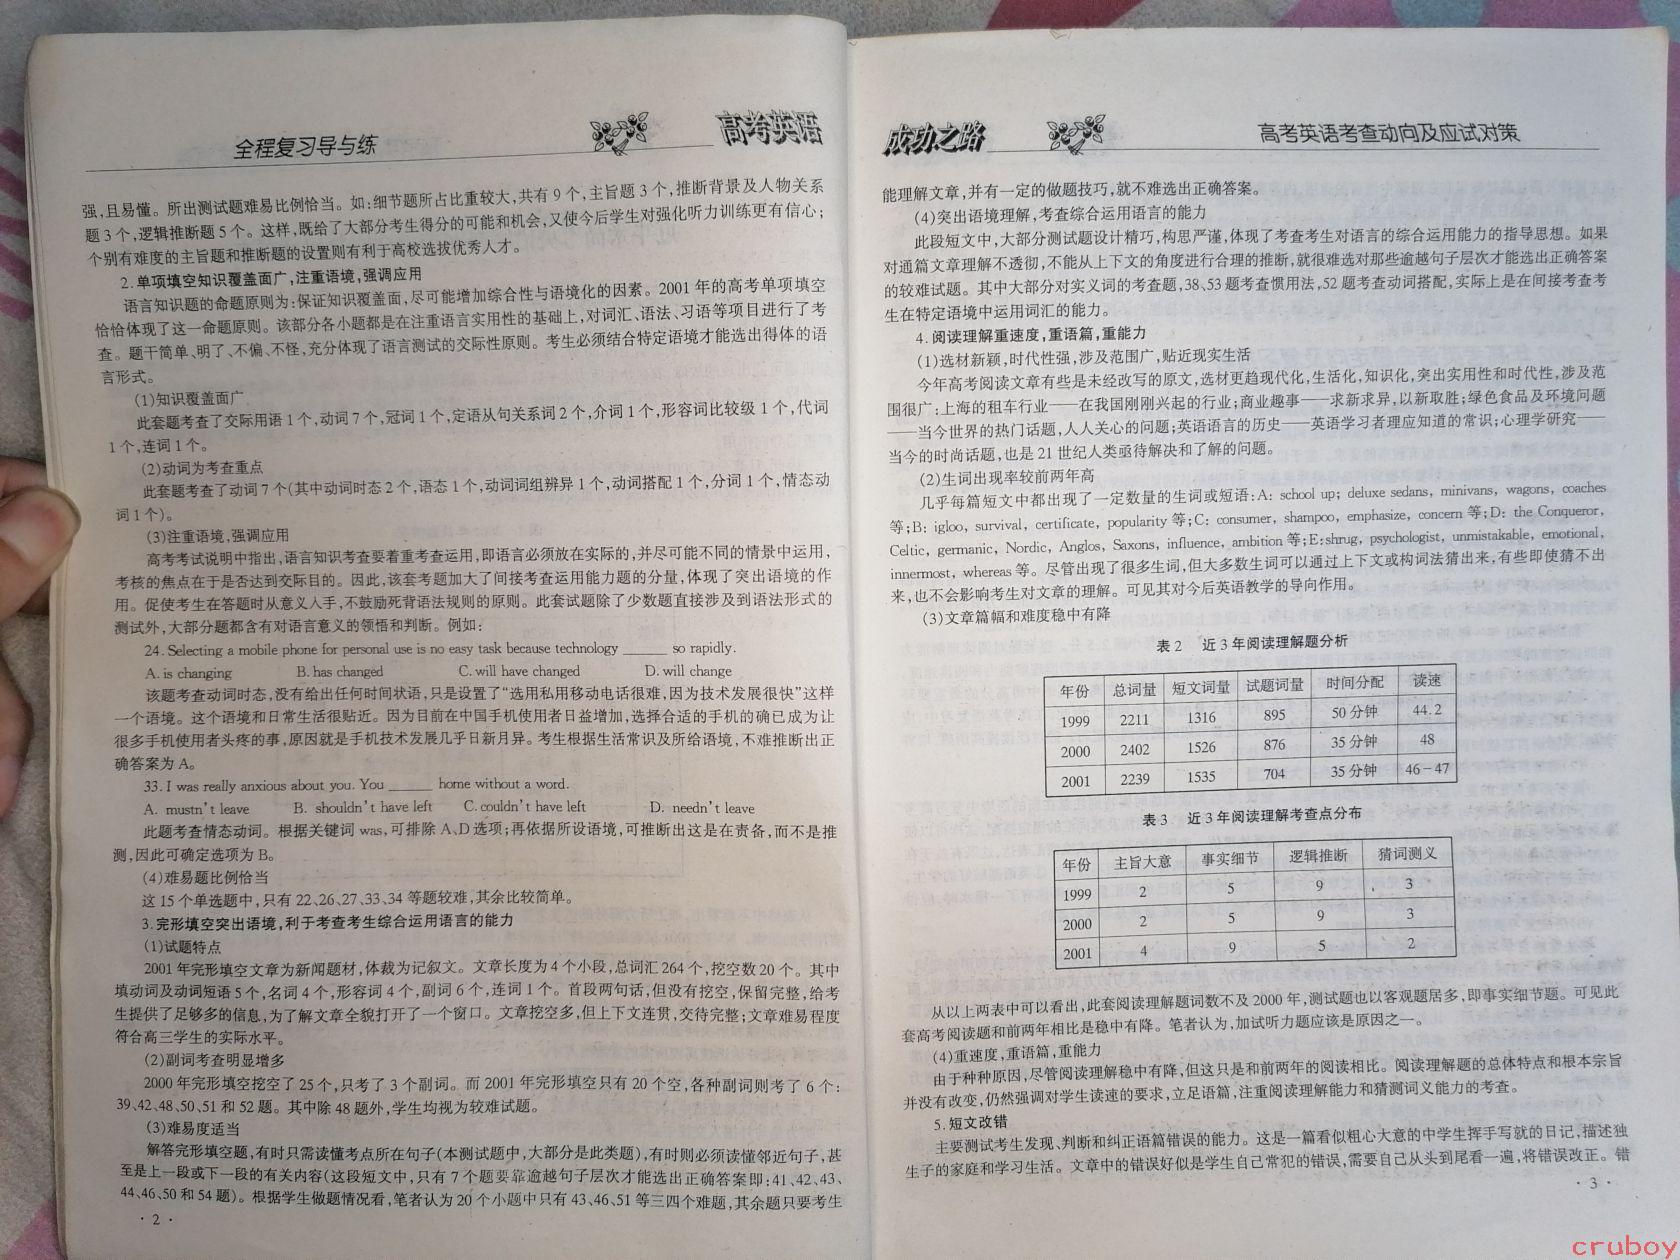 全程复习导与练
高考英语
强,且易懂。所出测试题难易比例恰当。如:细节题所占比重较大,共有9个,主旨题3个,推断背景及人物关系
题3个,逻辑推断题5个。这样,既给了大部分考生得分的可能和机会,又使今后学生对强化听力训练更有信心;
个别有难度的主旨题和推断题的设置则有利于高校选拔优秀人才。
2.单项填空知识覆盖面广,注重语境,强调应用
语言知识题的命题原则为:保证知识覆盖面,尽可能增加综合性与语境化的因素。2001年的高考单项填空
恰恰体现了这一命题原则。该部分各小题都是在注重语言实用性的基础上,对词汇、语法、习语等项目进行了考
查。题干简单、明了、不偏、不怪,充分体现了语言测试的交际性原则。考生必须结合特定语境才能选出得体的语
言形式。
(1)知识覆盖面广
此套题考查了交际用语1个,动词7个,冠词1个,定语从句关系词2个,介词1个,形容词比较级1个,代词
1个,连词1个。
(2)动词为考查重点
此套题考查了动词7个(其中动词时态2个,语态1个,动词词组辨异1个,动词搭配1个,分词1个,情态动
词1个)。
(3)注重语境,强调应用
高考考试说明中指出,语言知识考查要着重考查运用,即语言必须放在实际的,并尽可能不同的情景中运用,
考核的焦点在于是否达到交际目的。因此,该套考题加大了间接考查运用能力题的分量,体现了突出语境的作
用。促使考生在答题时从意义人手,不鼓励死背语法规则的原则。此套试题除了少数题直接涉及到语法形式的
测试外,大部分题都含有对语言意义的领悟和判断。例如:
24. Selecting a mobile phone for personal use is no easy task because technology ______ so rapidly.
A. is changing B. has changed C. will have changed D. will change
该题考查动词时态,没有给出任何时间状语,只是设置了“选用私用移动电话很难,因为技术发展很快”这样
一个语境。这个语境和日常生活很贴近。因为目前在中国手机使用者日益增加,选择合适的手机的确已成为让
很多手机使用者头疼的事,原因就是手机技术发展几乎日新月异。考生根据生活常识及所给语境,不难推断出正
确答案为A。
33. I was really anxious about you. You ______ home without a word.
A. mustn't leave B. shouldn't have left C. couldn't have left D. needn't leave
此题考查情态动词。根据关键词was,可排除A、D选项;再依据所设语境,可推断出这是在责备,而不是推
测,因此可确定选项为B。
(4)难易题比例恰当
这15个单选题中,只有22、26、27、33、34等题较难,其余比较简单。
3.完形填空突出语境,利于考查考生综合运用语言的能力
(1)试题特点
2001年完形填空文章为新闻题材,体裁为记叙文。文章长度为4个小段,总词汇264个,挖空数20个。其中
填动词及动词短语5个,名词4个,形容词4个,副词6个,连词1个。首段两句话,但没有挖空,保留完整,给考
生提供了足够多的信息,为了解文章全貌打开了一个窗口。文章挖空多,但上下文连贯,交待完整;文章难易程度
符合高三学生的实际水平。
(2)副词考查明显增多
2000年完形填空挖空了25个,只考了3个副词。而2001年完形填空只有20个空,各种副词则考了6个:
39、42、48、50、51和52题。其中除48题外,学生均视为较难试题。
(3)难易度适当
解答完形填空题,有时只需读懂考点所在句子(本测试题中,大部分是此类题),有时则必须读懂邻近句子,甚
至是上一段或下一段的有关内容(这段短文中,只有7个题要靠逾越句子层次才能选出正确答案即:41、42、43、
44、46、50和54题)。根据学生做题情况看,笔者认为20个小题中只有43、46、51等三四个难题,其余题只要考生
· 2 ·
成功之路
高考英语考查动向及应试对策
能理解文章,并有一定的做题技巧,就不难选出正确答案。
(4)突出语境理解,考查综合运用语言的能力
此段短文中,大部分测试题设计精巧,构思严谨,体现了考查考生对语言的综合运用能力的指导思想。如果
对通篇文章理解不透彻,不能从上下文的角度进行合理的推断,就很难选对那些逾越句子层次才能选出正确答案
的较难试题。其中大部分对实义词的考查题,38、53题考查惯用法,52题考查动词搭配,实际上是在间接考查考
生在特定语境中运用词汇的能力。
4.阅读理解重速度,重语篇,重能力
(1)选材新颖,时代性强,涉及范围广,贴近现实生活
今年高考阅读文章有些是未经改写的原文,选材更趋现代化,生活化,知识化,突出实用性和时代性,涉及范
围很广:上海的租车行业——在我国刚刚兴起的行业;商业趣事——求新求异,以新取胜;绿色食品及环境问题
——当今世界的热门话题,人人关心的问题;英语语言的历史——英语学习者理应知道的常识;心理学研究——
当今的时尚话题,也是21世纪人类亟待解决和了解的问题。
(2)生词出现率较前两年高
几乎每篇短文中都出现了一定数量的生词或短语:A: school up; deluxe sedans, minivans, wagons, coaches
等;B: igloo, survival, certificate, popularity等;C: consumer, shampoo, emphasize, concern等;D: the Conqueror,
Celtic, germanic, Nordic, Anglos, Saxons, influence, ambition等;E:shrug, psychologist, unmistakable, emotional,
innermost, whereas等。尽管出现了很多生词,但大多数生词可以通过上下文或构词法猜出来,有些即使猜不出
来,也不会影响考生对文章的理解。可见其对今后英语教学的导向作用。
(3)文章篇幅和难度稳中有降
表2 近3年阅读理解题分析
年份 总词量 短文词量 试题词量 时间分配 读速
1999 2211 1316 895 50分钟 44.2
2000 2402 1526 876 35分钟 48
2001 2239 1535 704 35分钟 46-47
表3 近3年阅读理解考查点分布
年份 主旨大意 事实细节 逻辑推断 猜词测义
1999 2 5 9 3
2000 2 5 9 3
2001 4 9 5 2
从以上两表中可以看出,此套阅读理解题词数不及2000年,测试题也以客观题居多,即事实细节题。可见此
套高考阅读题和前两年相比是稳中有降。笔者认为,加试听力题应该是原因之一。
(4)重速度,重语篇,重能力
由于种种原因,尽管阅读理解稳中有降,但这只是和前两年的阅读相比。阅读理解题的总体特点和根本宗旨
并没有改变,仍然强调对学生读速的要求,立足语篇,注重阅读理解能力和猜测词义能力的考查。
5.短文改错
主要测试考生发现、判断和纠正语篇错误的能力。这是一篇看似粗心大意的中学生挥手写就的日记,描述独
生子的家庭和学习生活。文章中的错误好似是学生自己常犯的错误,需要自己从头到尾看一遍,将错误改正。错
· 3 ·
cruboy